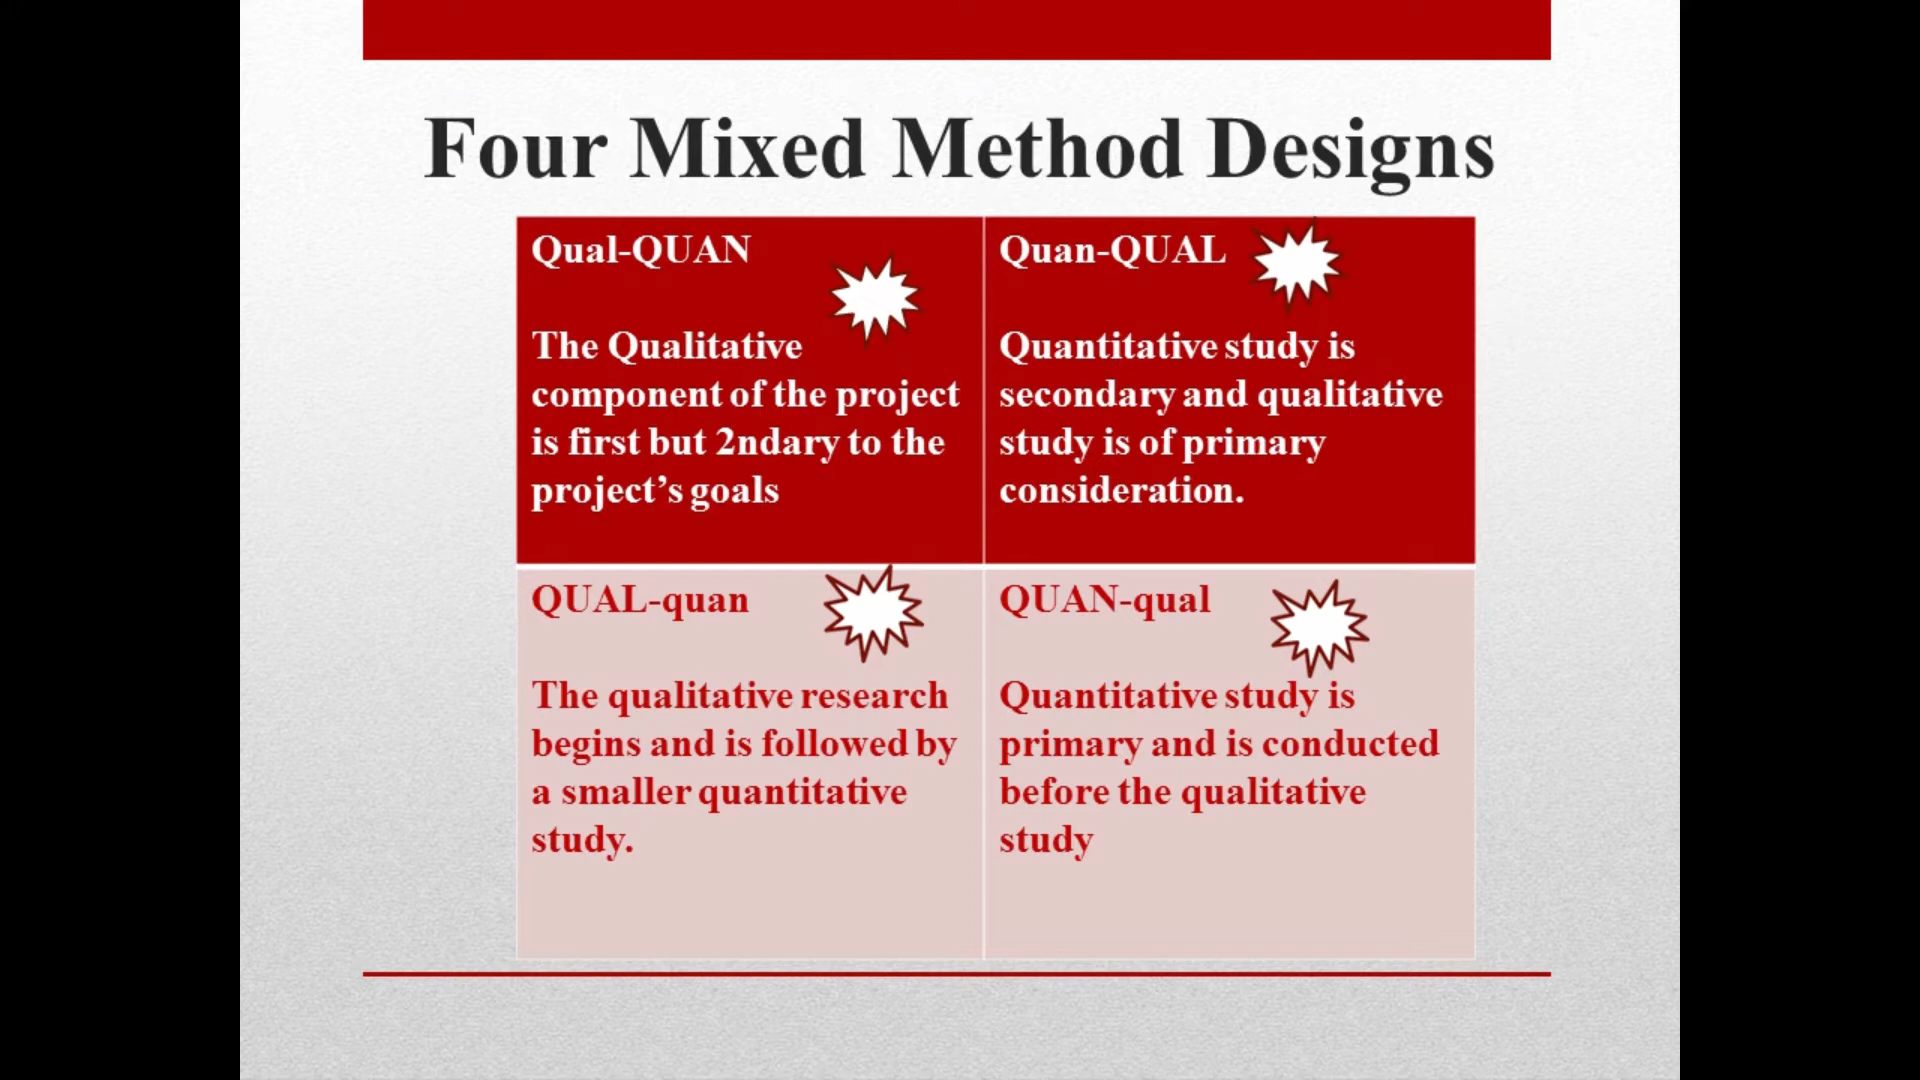 Four Mixed Method Designs
Qual-QUAN
The Qualitative
component of the project
is first but 2ndary to the
project’s goals
Quan-QUAL
Quantitative study is
secondary and qualitative
study is of primary
consideration.
QUAL-quan
The qualitative research
begins and is followed by
a smaller quantitative
study.
QUAN-qual
Quantitative study is
primary and is conducted
before the qualitative
study